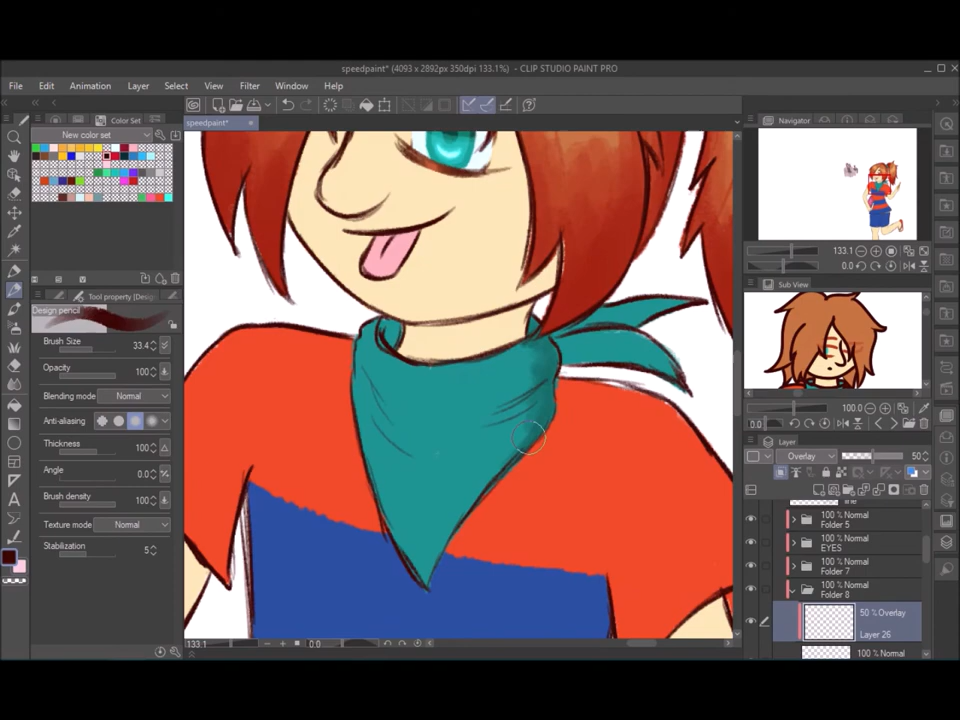 speedpaint* (4093 x 2892px 350dpi 133.1%) - CLIP STUDIO PAINT PRO
File Edit Animation Layer Select View Filter Window Help
Color Set
speedpaint*
Navigator
New color set
133.1
0.0
Sub View
Tool property [Desig
Design pencil
Brush Size 33.4
Opacity 100
Blending mode Normal
Anti-aliasing
100.0
0.0
Thickness 100
Layer
Angle 0.0
Overlay 50
Brush density 100
Texture mode Normal
Stabilization 5
100 % Normal
Folder 5
100 % Normal
EYES
100 % Normal
Folder 7
100 % Normal
Folder 8
50 % Overlay
Layer 26
100 % Normal
133.1 0.0